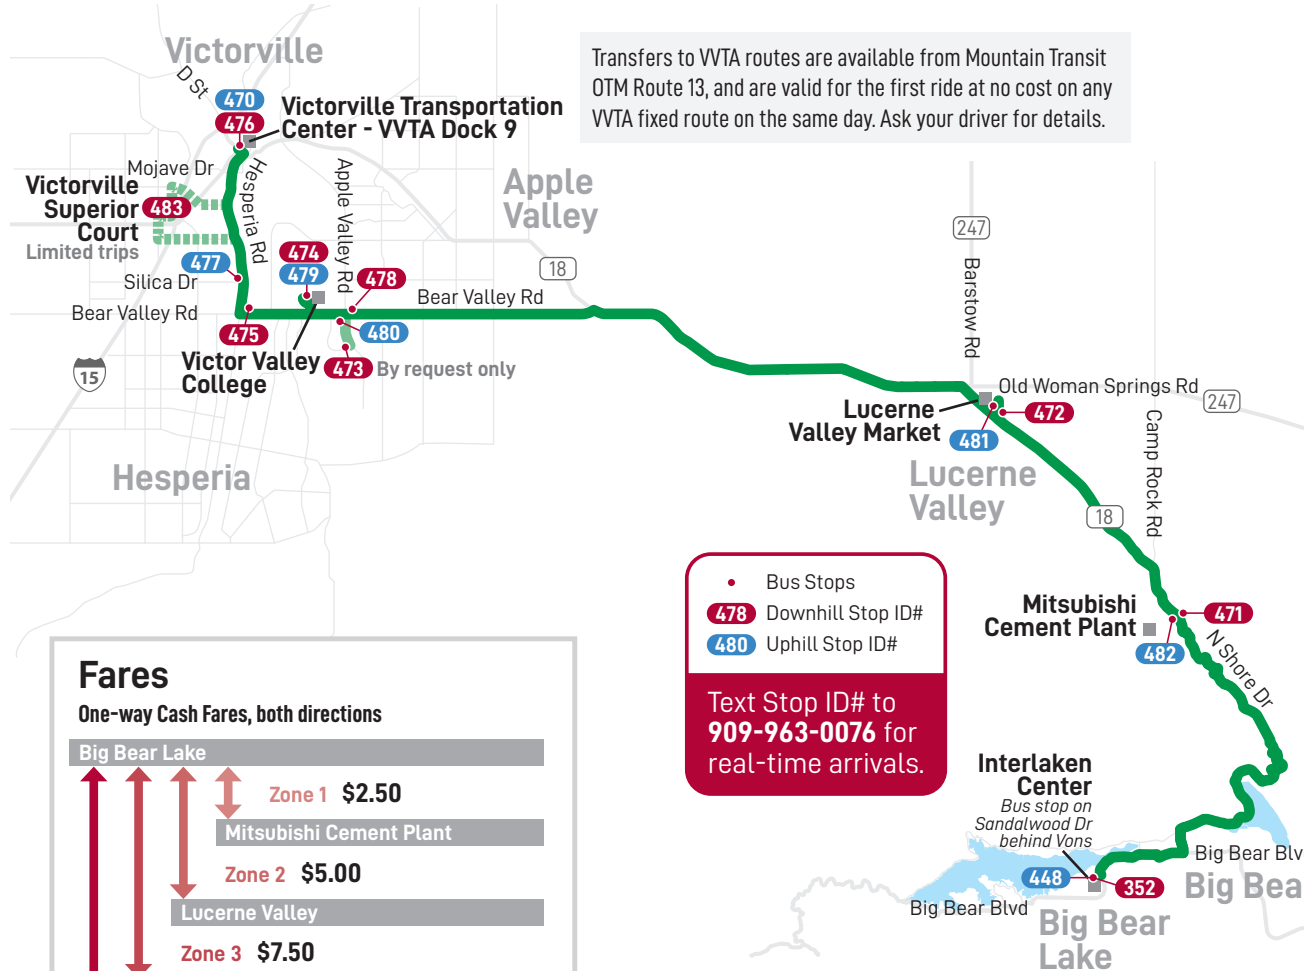 Victorville
D St
470
476
Victorville Transportation
Center - VVTA Dock 9
Transfers to VVTA routes are available from Mountain Transit
OTM Route 13, and are valid for the first ride at no cost on any
VVTA fixed route on the same day. Ask your driver for details.
Mojave Dr
Hesperia Rd
Apple Valley Rd
Apple
Valley
Victorville
Superior
Court
Limited trips
483
477
Silica Dr
Bear Valley Rd
475
474
479
478
18
Bear Valley Rd
480
473
By request only
Victor Valley
College
15
Hesperia
247
Barstow Rd
Old Woman Springs Rd
247
Lucerne
Valley Market
472
481
Lucerne
Valley
Camp Rock Rd
18
Bus Stops
478
Downhill Stop ID#
480
Uphill Stop ID#
Text Stop ID# to
909-963-0076 for
real-time arrivals.
Mitsubishi
Cement Plant
471
482
N Shore Dr
Interlaken
Center
Bus stop on
Sandalwood Dr
behind Vons
448
352
Big Bear Blv
Big Bea
Big Bear Blvd
Big Bear
Lake
Fares
One-way Cash Fares, both directions
Big Bear Lake
Zone 1 $2.50
Mitsubishi Cement Plant
Zone 2 $5.00
Lucerne Valley
Zone 3 $7.50